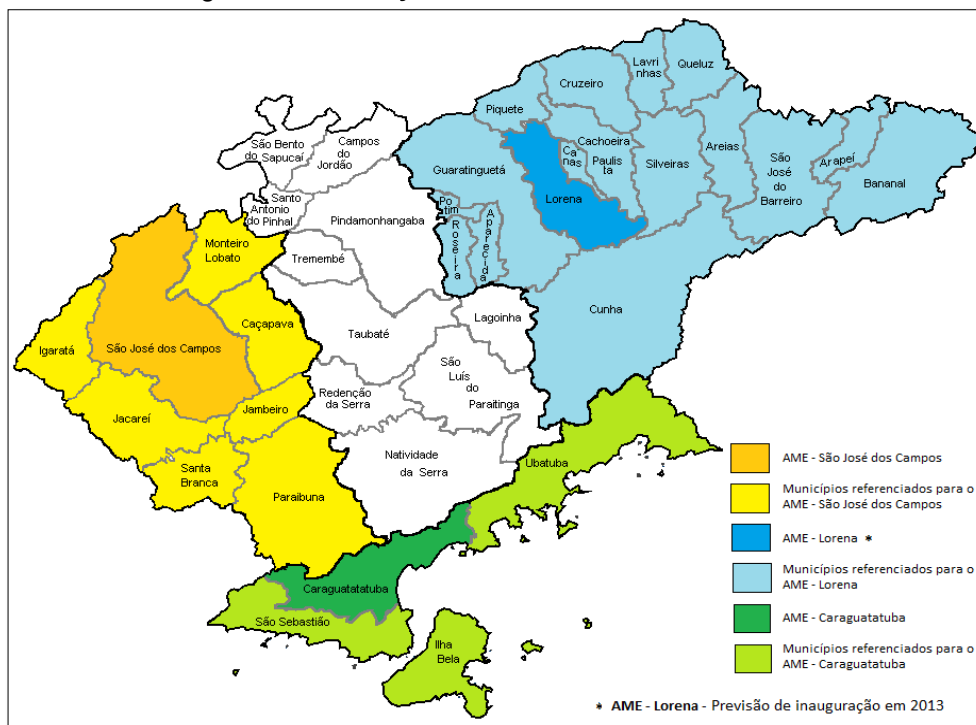 Lavri
nhas
Queluz
Cruzeiro
Piquete
São Bento
do
Sapucaí
Campos
do
Jordão
Cachoeira
Paulis
ta
Ca
nas
Silveiras
Areias
São
José
do
Barreiro
Arapeí
Bananal
Guaratinguetá
Lorena
Santo
Antonio
do Pinhal
Pindamonhangaba
Po
tim
Roseira
Aparecida
Monteiro
Lobato
Tremembé
Cunha
Lagoinha
Caçapava
Taubaté
Igaratá
São José dos Campos
São
Luís
do
Paraitinga
Redenção
da Serra
Jacareí
Jambeiro
Natividade
da Serra
Ubatuba
Santa
Branca
Paraibuna
Caraguatatatuba
São Sebastião
Ilha
Bela
AME - São José dos Campos
Municípios referenciados para o
AME - São José dos Campos
AME - Lorena *
Municípios referenciados para o
AME - Lorena
AME - Caraguatatuba
Municípios referenciados para o
AME - Caraguatatuba
* AME - Lorena - Previsão de inauguração em 2013